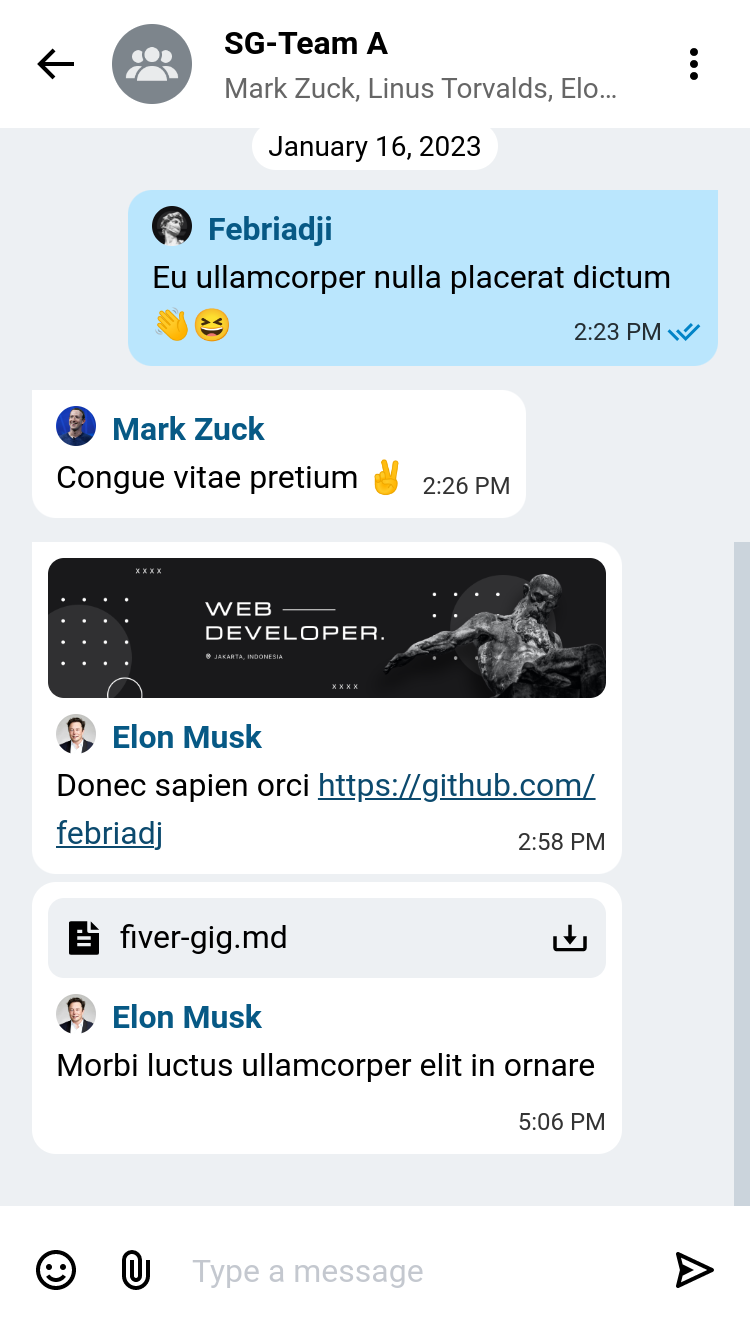 SG-Team A
Mark Zuck, Linus Torvalds, Elo...
January 16, 2023
Febriadji
Eu ullamcorper nulla placerat dictum
👋😆 2:23 PM
Mark Zuck
Congue vitae pretium ✌️ 2:26 PM
xxxx
WEB
DEVELOPER.
JAKARTA, INDONESIA
xxxx
Elon Musk
Donec sapien orci https://github.com/
febriadj 2:58 PM
fiver-gig.md
Elon Musk
Morbi luctus ullamcorper elit in ornare
5:06 PM
Type a message